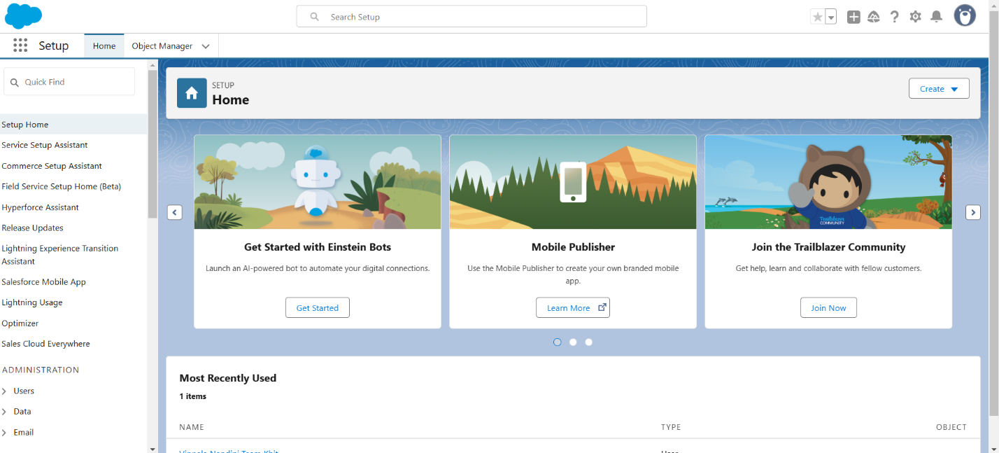 Search Setup
Setup
Home
Object Manager
Quick Find
Setup Home
Service Setup Assistant
Commerce Setup Assistant
Field Service Setup Home (Beta)
Hyperforce Assistant
Release Updates
Lightning Experience Transition
Assistant
Salesforce Mobile App
Lightning Usage
Optimizer
Sales Cloud Everywhere
ADMINISTRATION
Users
Data
Email
SETUP
Home
Create
Get Started with Einstein Bots
Launch an AI-powered bot to automate your digital connections.
Get Started
Mobile Publisher
Use the Mobile Publisher to create your own branded mobile
app.
Learn More
Trailblazer
COMMUNITY
Join the Trailblazer Community
Get help, learn and collaborate with fellow customers.
Join Now
Most Recently Used
1 items
NAME
TYPE
OBJECT